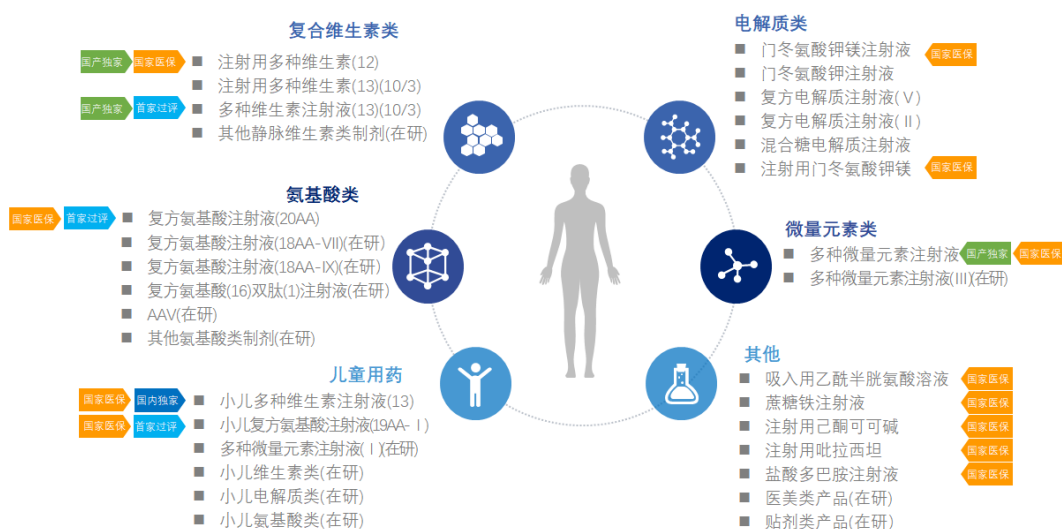 复合维生素类
国产独家 国家医保 ■ 注射用多种维生素(12)
■ 注射用多种维生素(13)(10/3)
国产独家 首家过评 ■ 多种维生素注射液(13)(10/3)
■ 其他静脉维生素类制剂(在研)
氨基酸类
国家医保 首家过评 ■ 复方氨基酸注射液(20AA)
■ 复方氨基酸注射液(18AA-VII)(在研)
■ 复方氨基酸注射液(18AA-IX)(在研)
■ 复方氨基酸(16)双肽(1)注射液(在研)
■ AAV(在研)
■ 其他氨基酸类制剂(在研)
儿童用药
国家医保 国内独家 ■ 小儿多种维生素注射液(13)
国家医保 首家过评 ■ 小儿复方氨基酸注射液(19AA-Ⅰ)
■ 多种微量元素注射液(Ⅰ)(在研)
■ 小儿维生素类(在研)
■ 小儿电解质类(在研)
■ 小儿氨基酸类(在研)
电解质类
■ 门冬氨酸钾镁注射液 国家医保
■ 门冬氨酸钾注射液
■ 复方电解质注射液(Ⅴ)
■ 复方电解质注射液(Ⅱ)
■ 混合糖电解质注射液
■ 注射用门冬氨酸钾镁 国家医保
微量元素类
■ 多种微量元素注射液 国产独家 国家医保
■ 多种微量元素注射液(III)(在研)
其他
■ 吸入用乙酰半胱氨酸溶液 国家医保
■ 蔗糖铁注射液 国家医保
■ 注射用己酮可可碱 国家医保
■ 注射用吡拉西坦 国家医保
■ 盐酸多巴胺注射液 国家医保
■ 医美类产品(在研)
■ 贴剂类产品(在研)